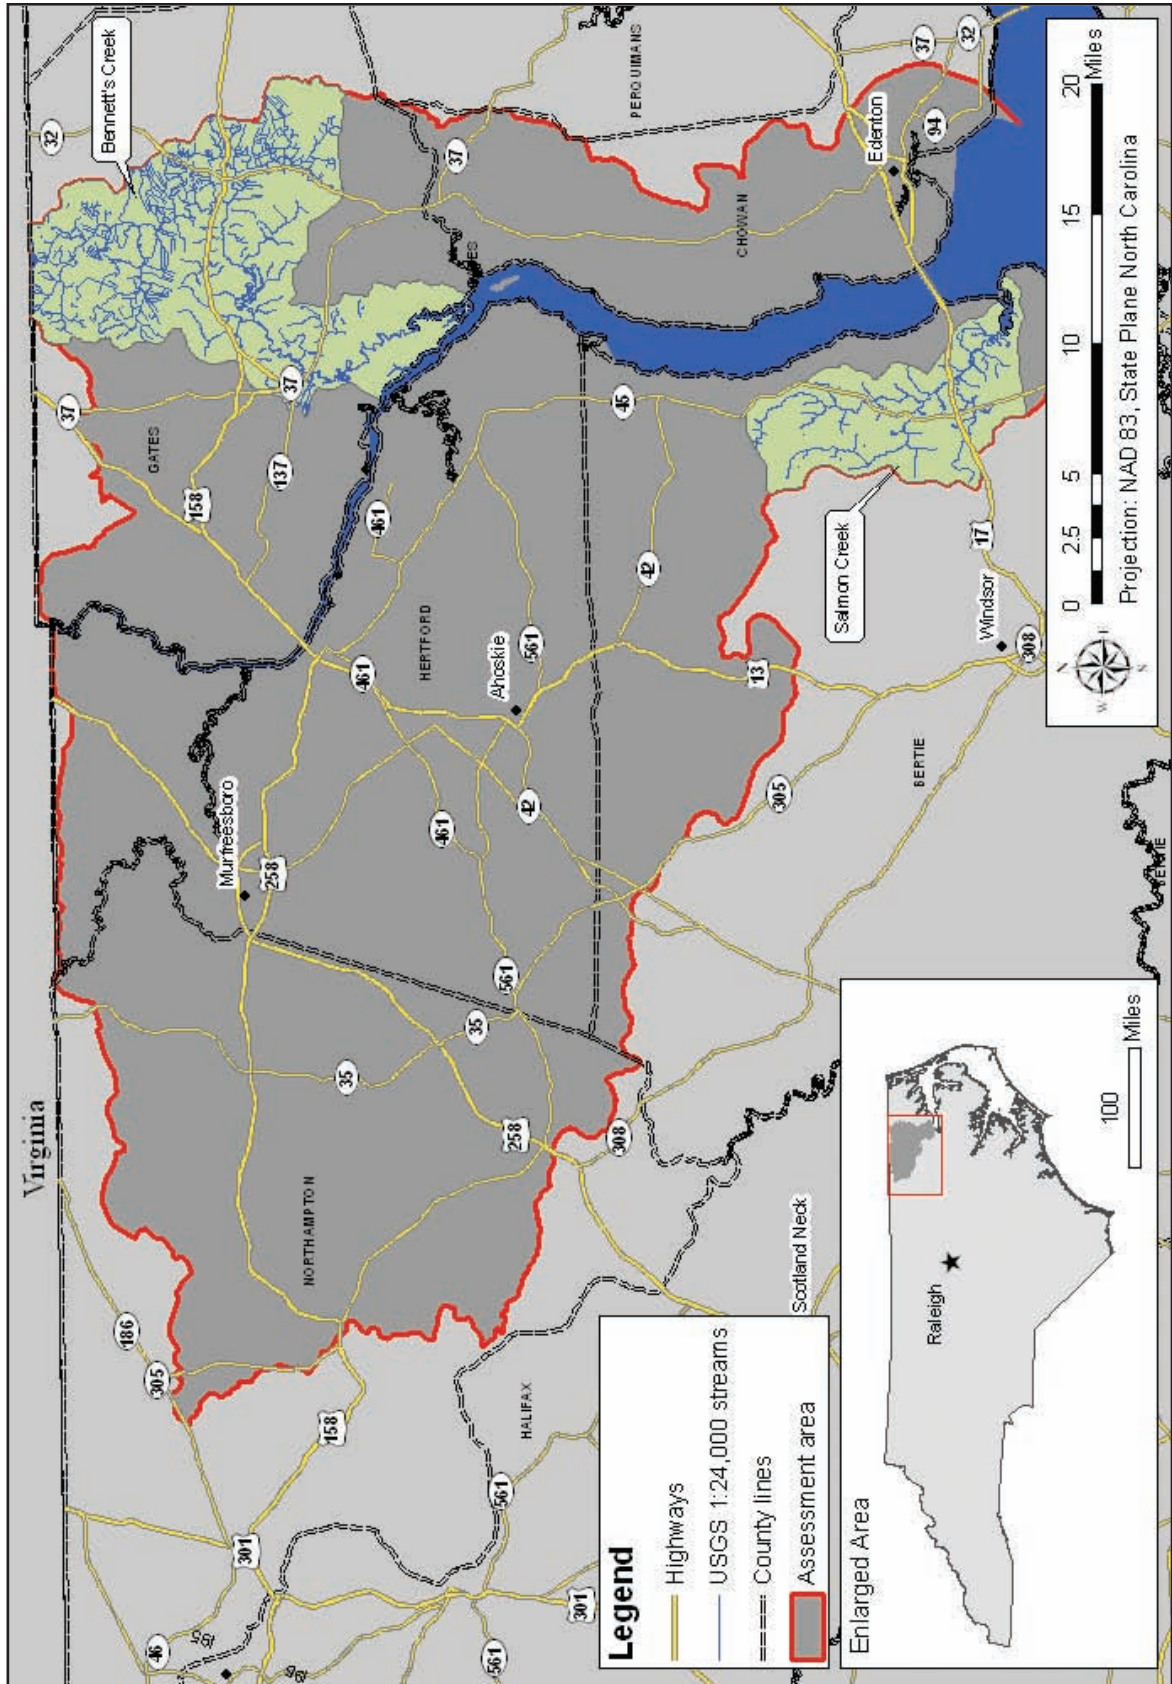 Virginia
Bennett's Creek
32
37
186
305
46
I95
301
158
GATES
158
137
37
37
PERQUIMANS
Murfreesboro
258
NORTHAMPTON
35
461
461
HERTFORD
461
561
Ahoskie
561
35
561
42
258
HALIFAX
561
301
561
308
45
42
CHOWAN
Edenton
94
37
32
13
305
BERTIE
Salmon Creek
17
Windsor
308
Scotland Neck
Legend
Highways
USGS 1:24,000 streams
County lines
Assessment area
Enlarged Area
Raleigh
100
Miles
N
W
E
0
2.5
5
10
15
20
Miles
Projection: NAD 83, State Plane North Carolina